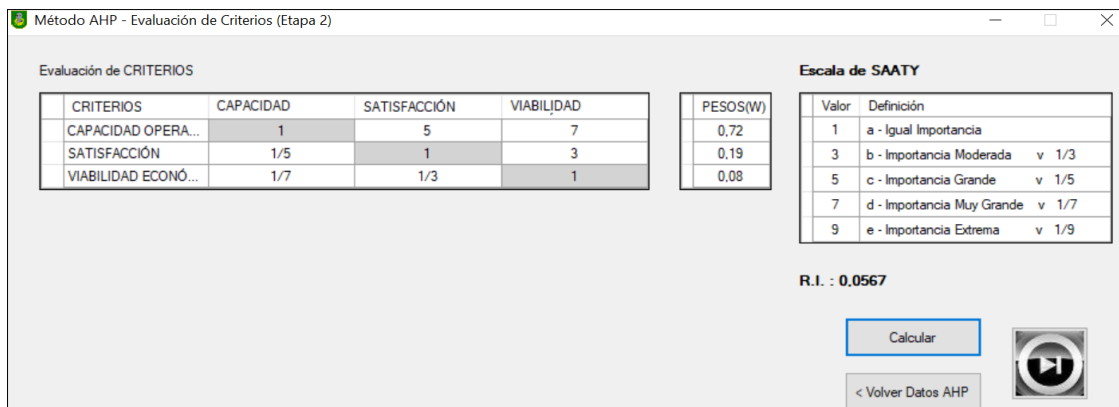 Método AHP - Evaluación de Criterios (Etapa 2)
Evaluación de CRITERIOS
CRITERIOS CAPACIDAD SATISFACCIÓN VIABILIDAD
CAPACIDAD OPERA... 1 5 7
SATISFACCIÓN 1/5 1 3
VIABILIDAD ECONÓ... 1/7 1/3 1
PESOS(W)
0,72
0,19
0,08
Escala de SAATY
Valor Definición
1 a - Igual Importancia
3 b - Importancia Moderada v 1/3
5 c - Importancia Grande v 1/5
7 d - Importancia Muy Grande v 1/7
9 e - Importancia Extrema v 1/9
R.I. : 0,0567
Calcular
< Volver Datos AHP